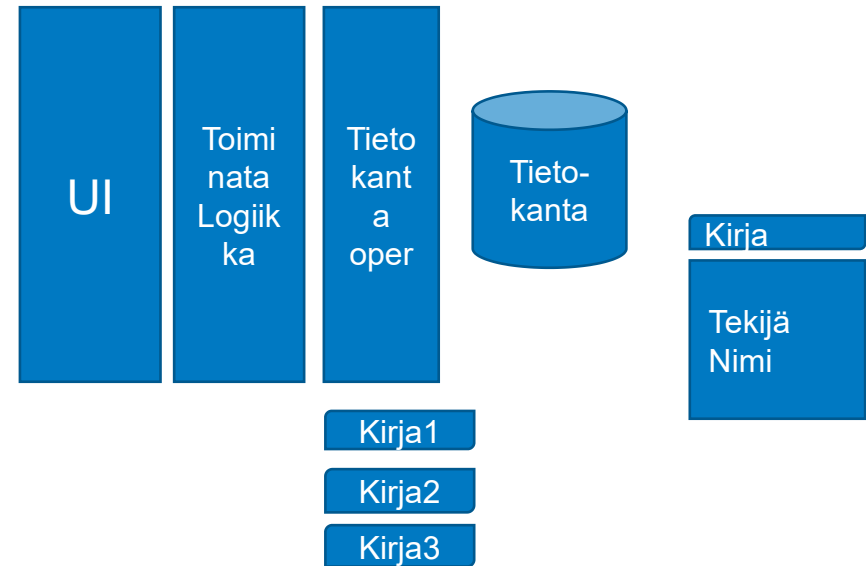 UI
Toimi
nata
Logiik
ka
Tieto
kant
a
oper
Tieto-
kanta
Kirja
Tekijä
Nimi
Kirja1
Kirja2
Kirja3